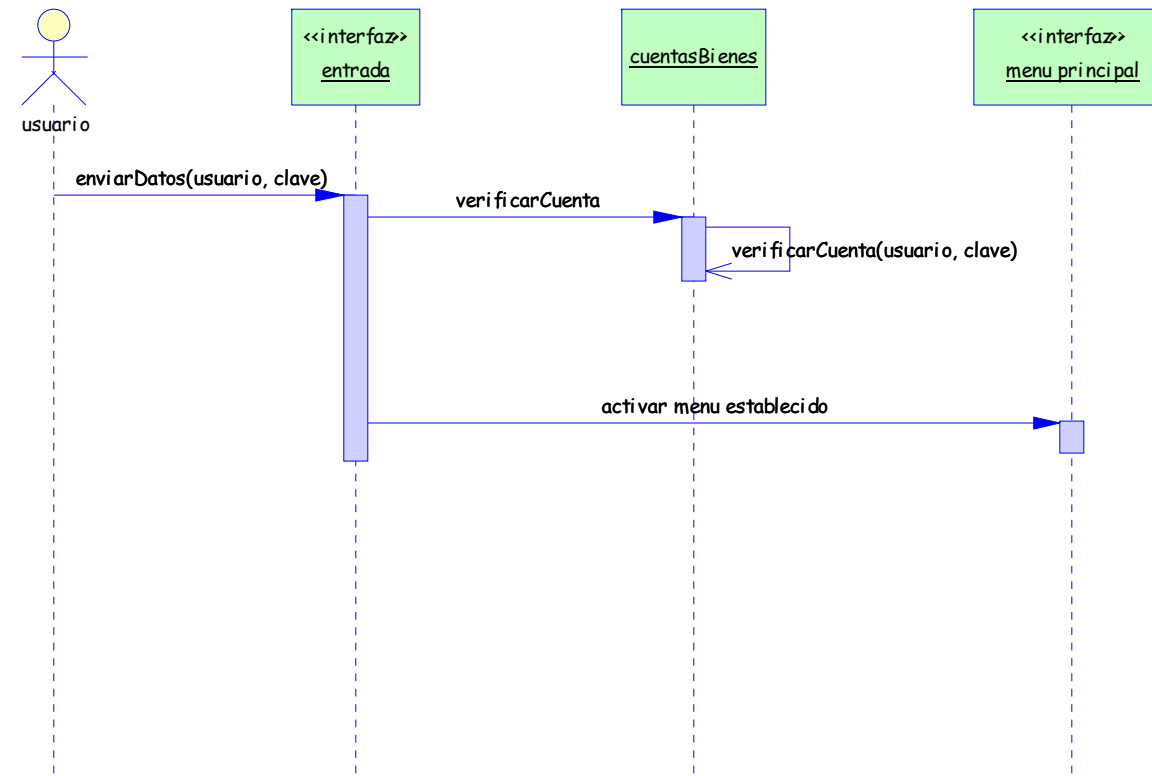 <<interfaz>>
entrada
cuentasBienes
<<interfaz>>
menu principal
usuario
enviarDatos(usuario, clave)
verificarCuenta
verificarCuenta(usuario, clave)
activar menu establecido